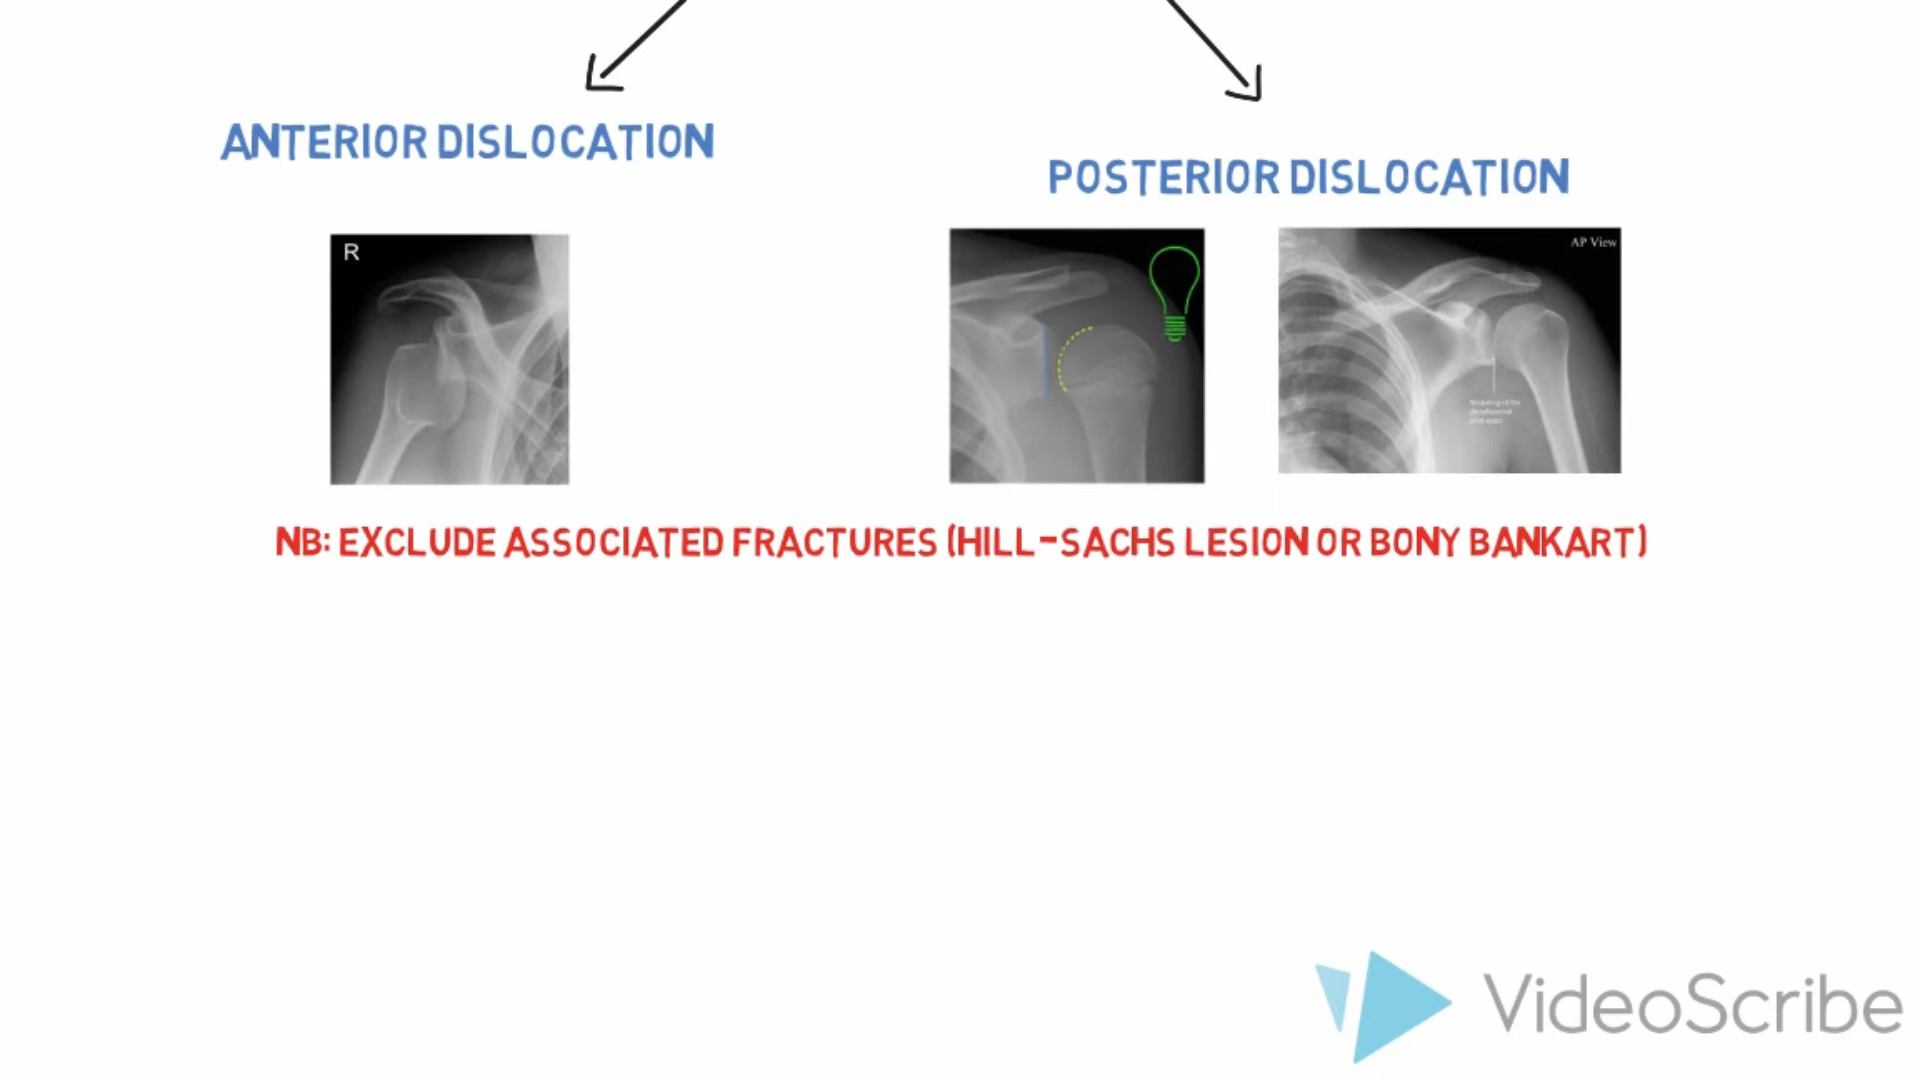 ANTERIOR DISLOCATION
POSTERIOR DISLOCATION
R
AP View
NB: EXCLUDE ASSOCIATED FRACTURES (HILL-SACHS LESION OR BONY BANKART)
VideoScribe